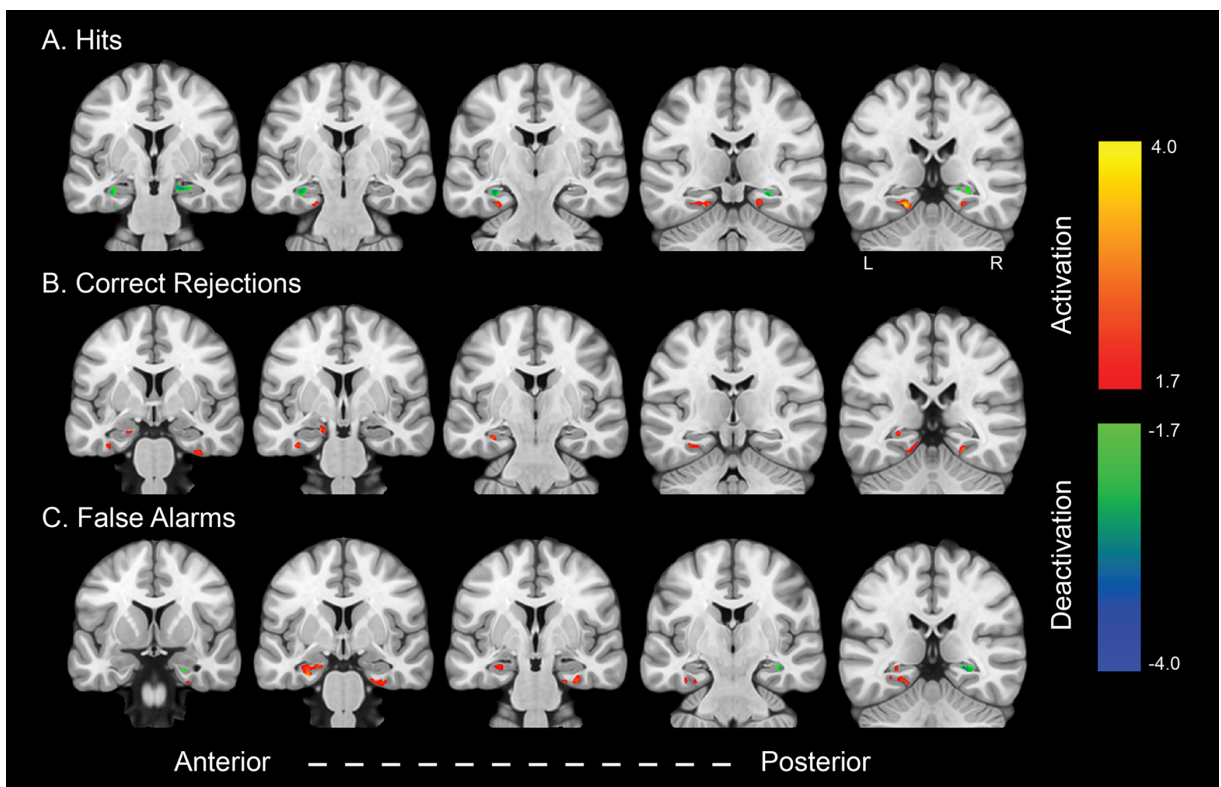 A. Hits
L R
B. Correct Rejections
C. False Alarms
Anterior – – – – – – – – – – – – Posterior
4.0
Activation
1.7
-1.7
Deactivation
-4.0